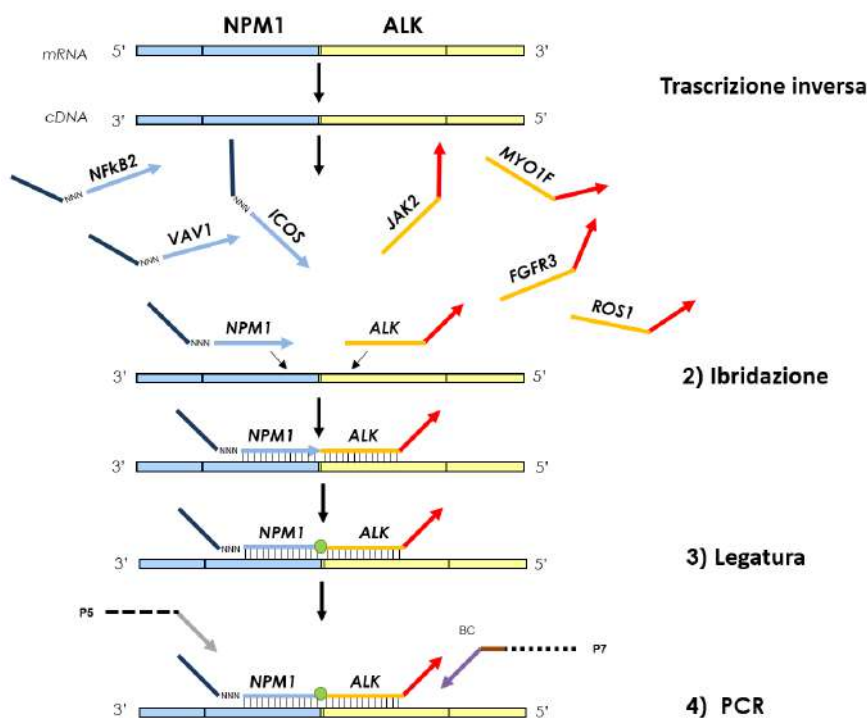 NPM1 ALK
mRNA 5' 3'
Trascrizione inversa
cDNA 3' 5'
NFkB2
NNN
ICOS
NNN
VAV1
NNN
JAK2
MYO1F
FGFR3
ROS1
NNN NPM1 ALK
3' 5'
2) Ibridazione
NNN NPM1 ALK
3' 5'
NNN NPM1 ALK
3' 5'
3) Legatura
P5
BC
P7
NNN NPM1 ALK
3' 5'
4) PCR